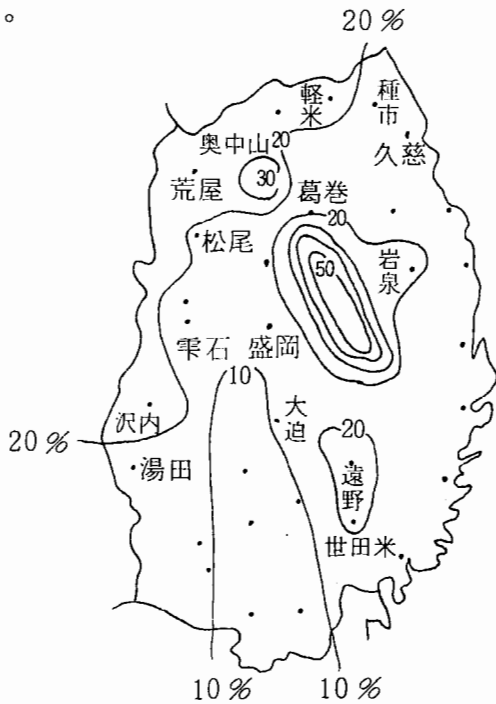 。
20%
軽米
種市
久慈
奥中山
20
30
荒屋
葛巻
20
松尾
岩泉
50
雫石
盛岡
10
大迫
沢内
20%
20
湯田
遠野
世田米
10%
10%